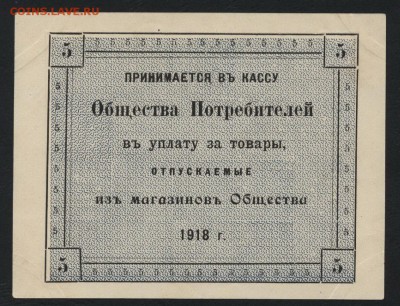 COINS.LAVE.RU
5 5
ПРИНИМАЕТСЯ ВЪ КАССУ
Общества Потребителей
въ уплату за товары,
ОТПУСКАЕМЫЕ
изъ магазиновъ Общества
1918 г.
5 5